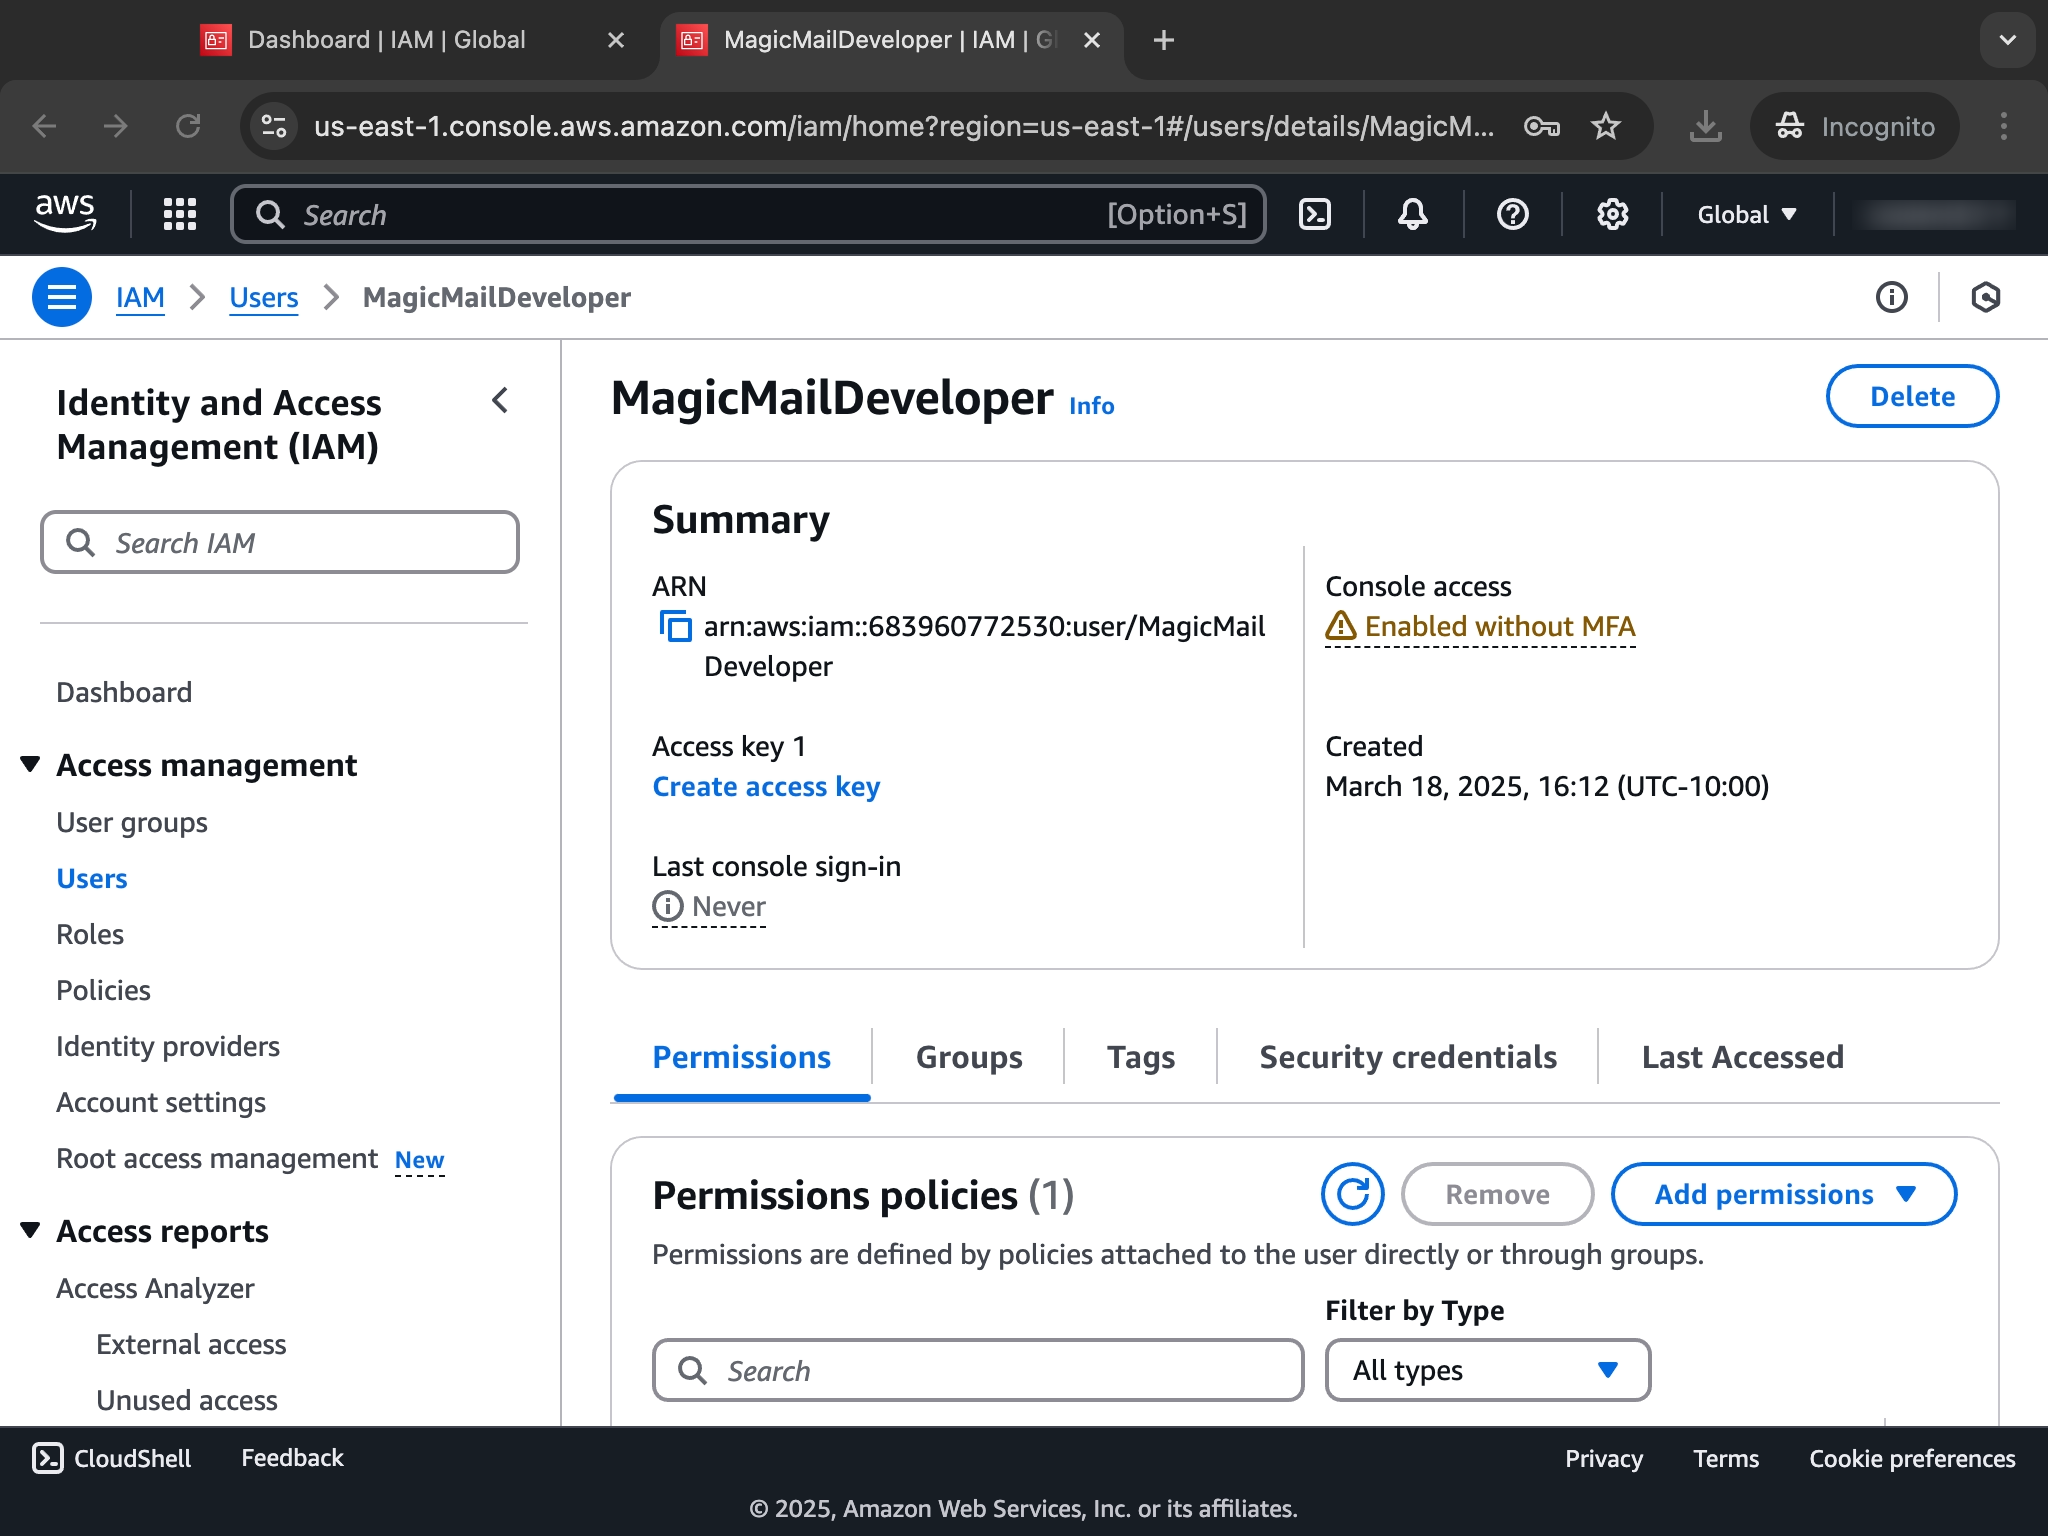 Dashboard | IAM | Global
MagicMailDeveloper | IAM | Gl
us-east-1.console.aws.amazon.com/iam/home?region=us-east-1#/users/details/MagicM...
Incognito
aws
Search
[Option+S]
Global
IAM
Users
MagicMailDeveloper
Identity and Access
Management (IAM)
Search IAM
Dashboard
Access management
User groups
Users
Roles
Policies
Identity providers
Account settings
Root access management New
Access reports
Access Analyzer
External access
Unused access
MagicMailDeveloper Info
Delete
Summary
ARN
arn:aws:iam::683960772530:user/MagicMail
Developer
Console access
Enabled without MFA
Access key 1
Create access key
Created
March 18, 2025, 16:12 (UTC-10:00)
Last console sign-in
Never
Permissions
Groups
Tags
Security credentials
Last Accessed
Permissions policies (1)
Remove
Add permissions
Permissions are defined by policies attached to the user directly or through groups.
Filter by Type
Search
All types
CloudShell
Feedback
Privacy
Terms
Cookie preferences
© 2025, Amazon Web Services, Inc. or its affiliates.